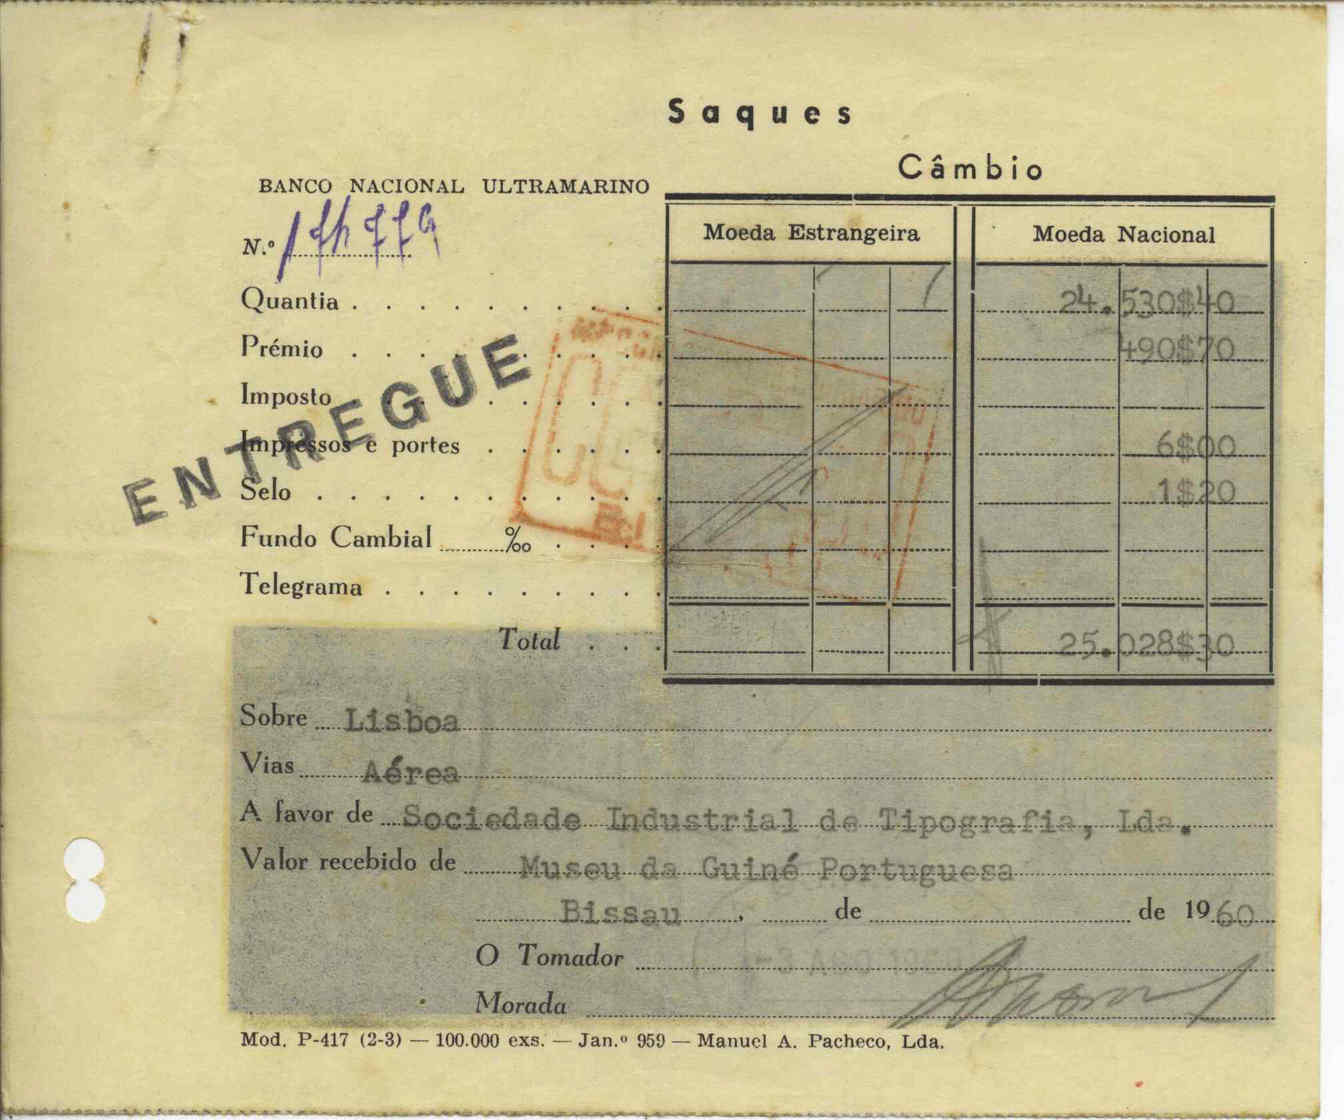 Saques
Câmbio
BANCO NACIONAL ULTRAMARINO
Moeda Estrangeira Moeda Nacional
N.º
Quantia . . . . . . . . . 24.530$40
Prémio . . . . . . . . . 490$70
Imposto . . . . .
Impressos e portes . . . . . 6$00
Selo . . . . . . . . . . 1$20
Fundo Cambial ........‰ . . .
Telegrama . . . . . . . . .
ENTREGUE
Total . . . 25.028$30
Sobre Lisboa
Vias Aérea
A favor de Sociedade Industrial de Tipografia, Lda.
Valor recebido de Museu da Guiné Portuguesa
Bissau, de de 1960
-3 AGO 1960
O Tomador
Morada
Mod. P-417 (2-3) — 100.000 exs. — Jan.º 959 — Manuel A. Pacheco, Lda.